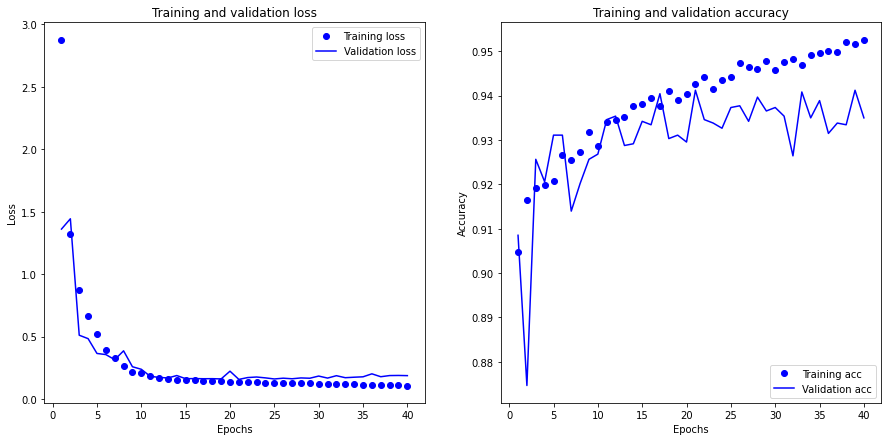 Training and validation loss
Training loss
Validation loss
3.0
2.5
2.0
1.5
1.0
0.5
0.0
Loss
0 5 10 15 20 25 30 35 40
Epochs
Training and validation accuracy
0.95
0.94
0.93
0.92
0.91
0.90
0.89
0.88
Accuracy
Training acc
Validation acc
0 5 10 15 20 25 30 35 40
Epochs